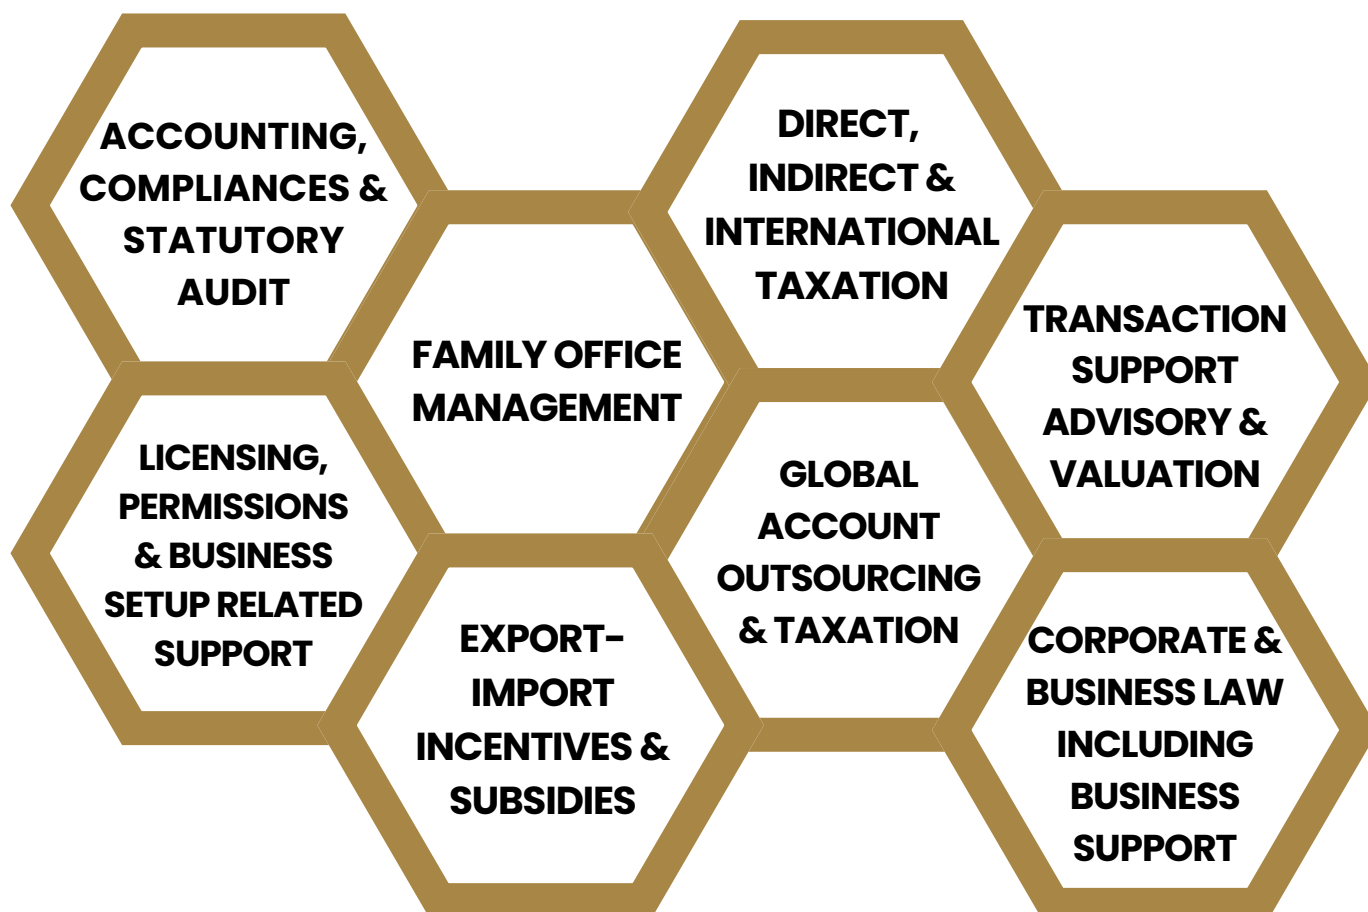 ACCOUNTING,
COMPLIANCES &
STATUTORY
AUDIT
DIRECT,
INDIRECT &
INTERNATIONAL
TAXATION
FAMILY OFFICE
MANAGEMENT
TRANSACTION
SUPPORT
ADVISORY &
VALUATION
LICENSING,
PERMISSIONS
& BUSINESS
SETUP RELATED
SUPPORT
GLOBAL
ACCOUNT
OUTSOURCING
& TAXATION
EXPORT-
IMPORT
INCENTIVES &
SUBSIDIES
CORPORATE &
BUSINESS LAW
INCLUDING
BUSINESS
SUPPORT